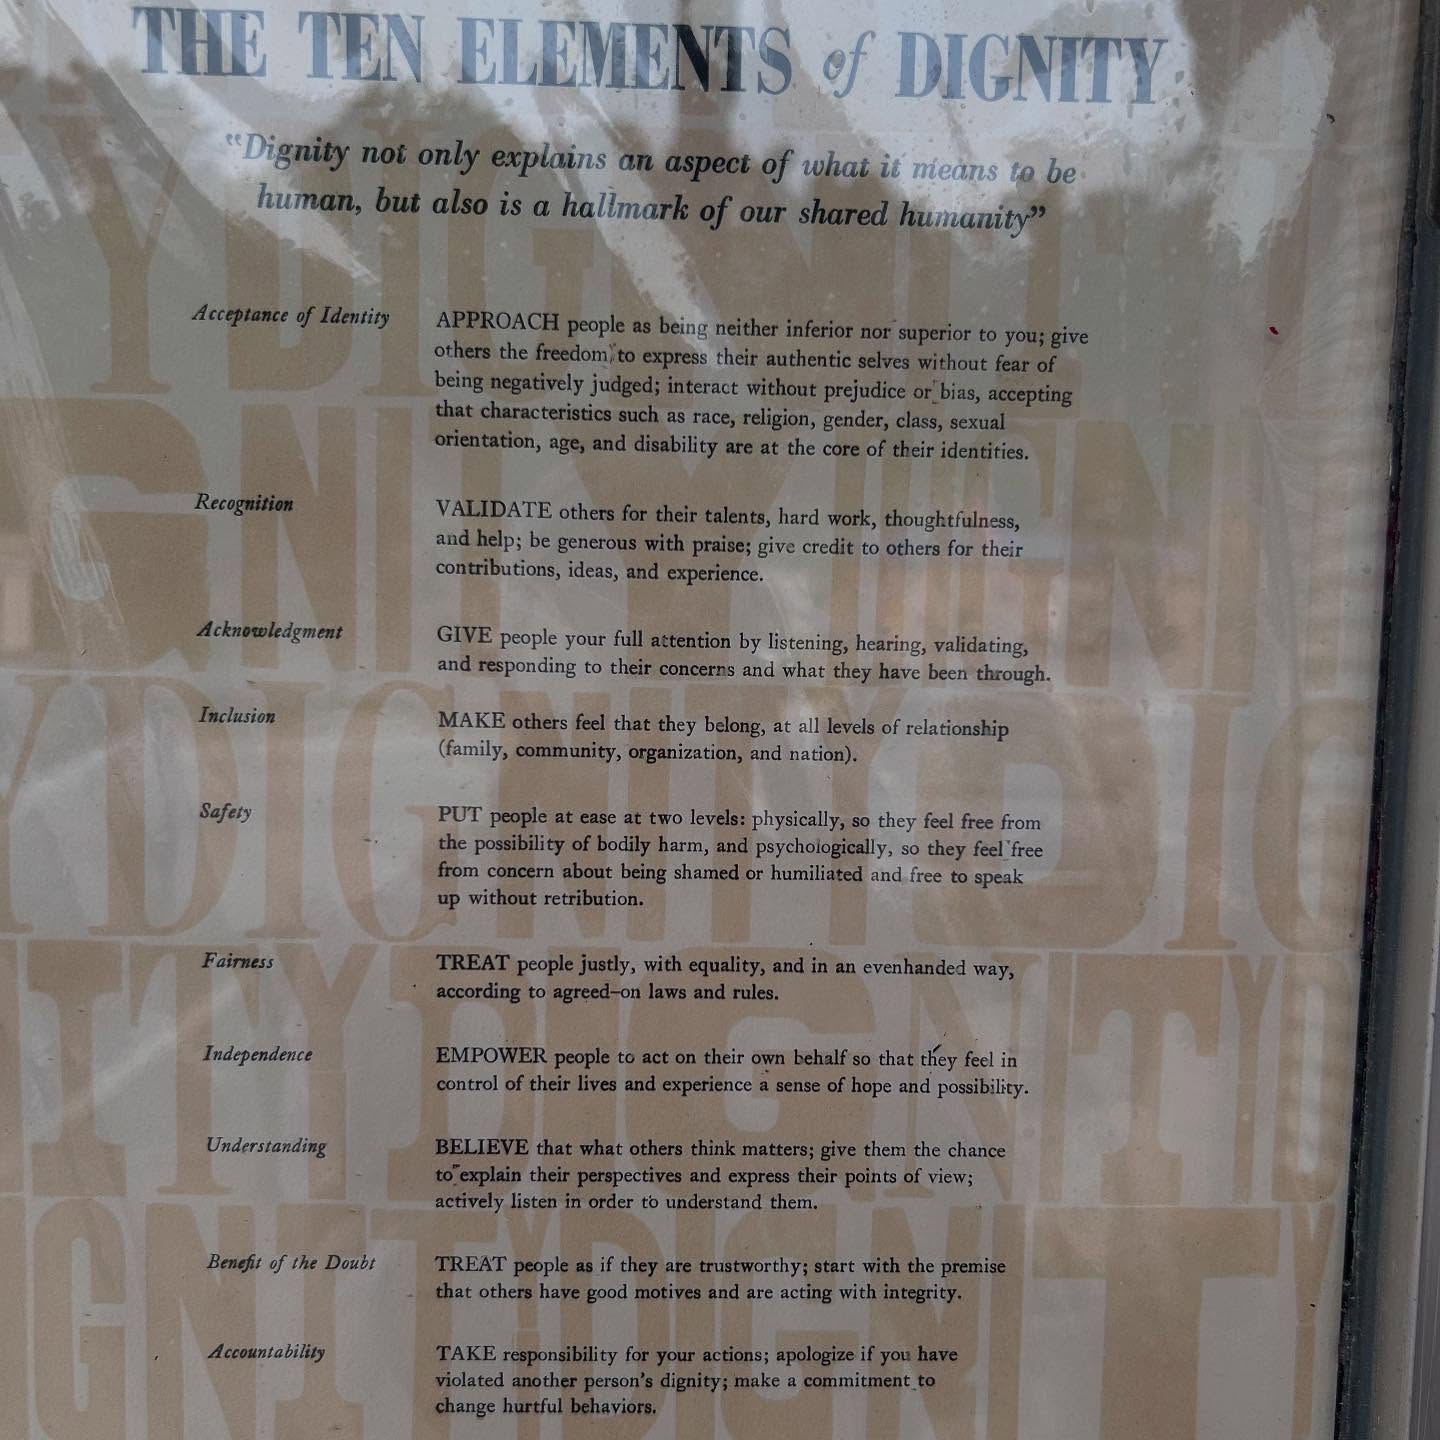 THE TEN ELEMENTS of DIGNITY
"Dignity not only explains an aspect of what it means to be
human, but also is a hallmark of our shared humanity"
Acceptance of Identity
APPROACH people as being neither inferior nor superior to you; give
others the freedom to express their authentic selves without fear of
being negatively judged; interact without prejudice or bias, accepting
that characteristics such as race, religion, gender, class, sexual
orientation, age, and disability are at the core of their identities.
Recognition
VALIDATE others for their talents, hard work, thoughtfulness,
and help; be generous with praise; give credit to others for their
contributions, ideas, and experience.
Acknowledgment
GIVE people your full attention by listening, hearing, validating,
and responding to their concerns and what they have been through.
Inclusion
MAKE others feel that they belong, at all levels of relationship
(family, community, organization, and nation).
Safety
PUT people at ease at two levels: physically, so they feel free from
the possibility of bodily harm, and psychologically, so they feel free
from concern about being shamed or humiliated and free to speak
up without retribution.
Fairness
TREAT people justly, with equality, and in an evenhanded way,
according to agreed-on laws and rules.
Independence
EMPOWER people to act on their own behalf so that they feel in
control of their lives and experience a sense of hope and possibility.
Understanding
BELIEVE that what others think matters; give them the chance
to explain their perspectives and express their points of view;
actively listen in order to understand them.
Benefit of the Doubt
TREAT people as if they are trustworthy; start with the premise
that others have good motives and are acting with integrity.
Accountability
TAKE responsibility for your actions; apologize if you have
violated another person's dignity; make a commitment to
change hurtful behaviors.